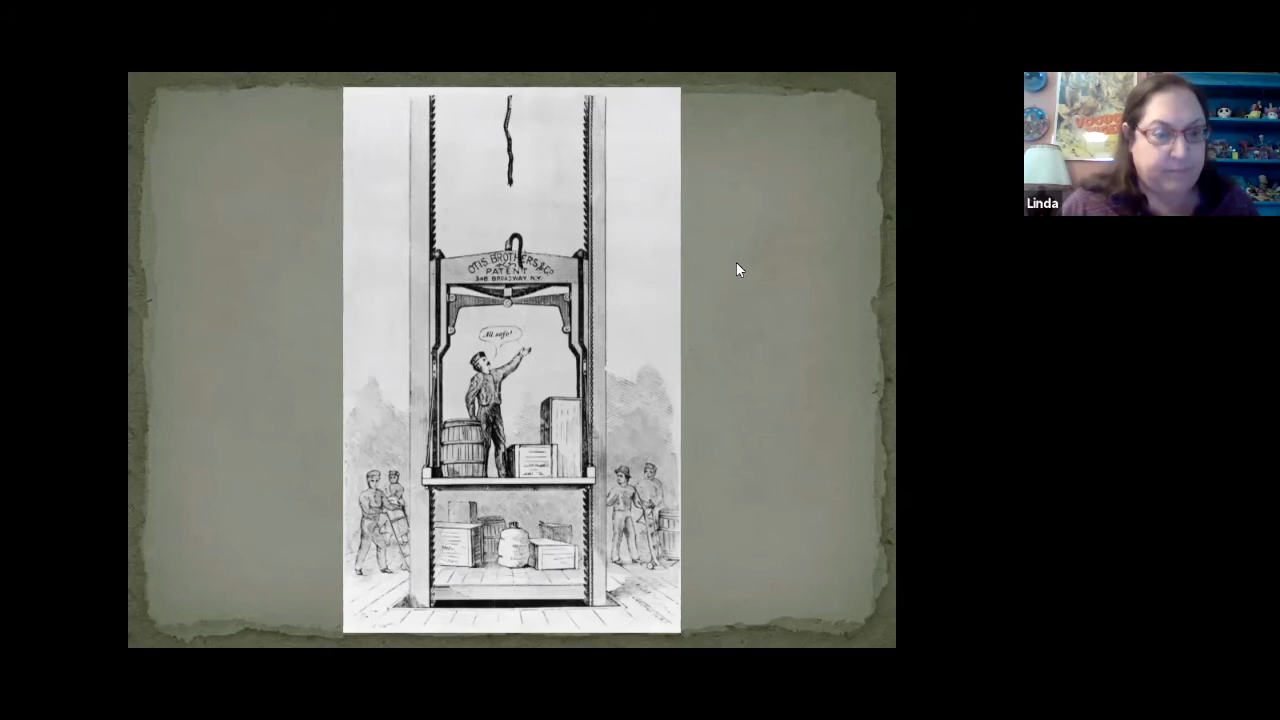 OTIS BROTHERS & CO.
PATENT
348 BROADWAY N.Y.
All safe!
Linda